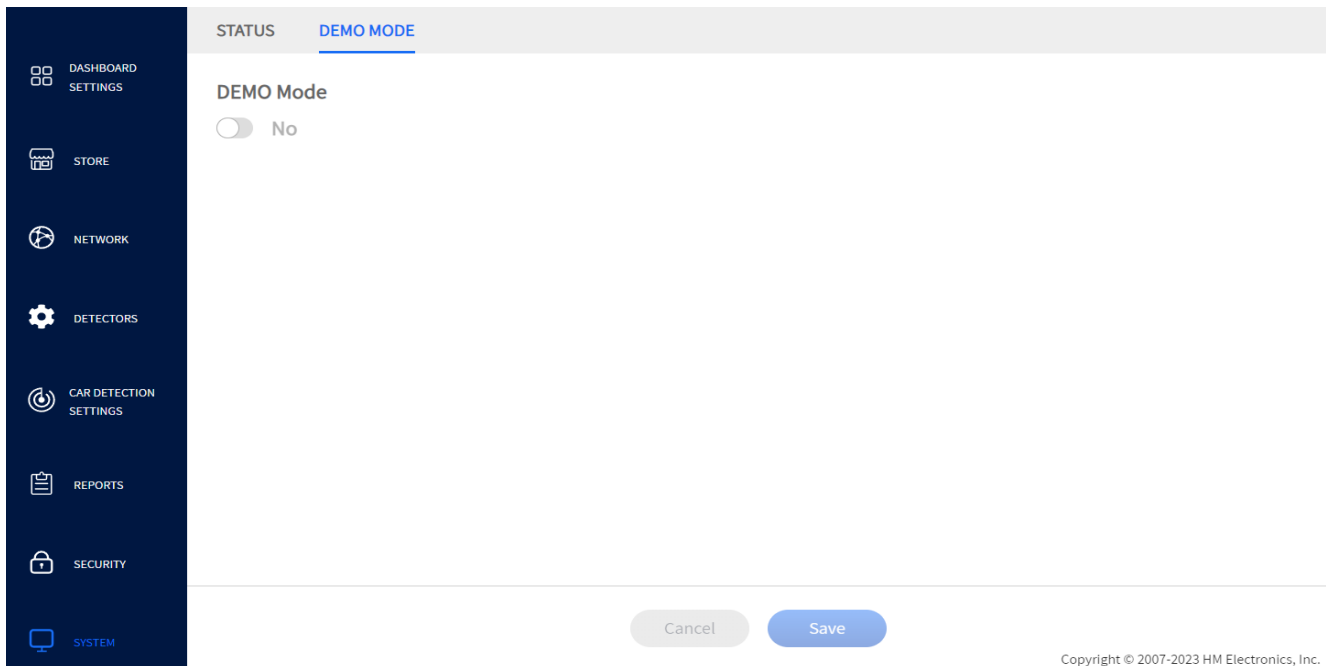 STATUS
DEMO MODE
DASHBOARD
SETTINGS
STORE
NETWORK
DETECTORS
CAR DETECTION
SETTINGS
REPORTS
SECURITY
SYSTEM
DEMO Mode
No
Cancel
Save
Copyright © 2007-2023 HM Electronics, Inc.